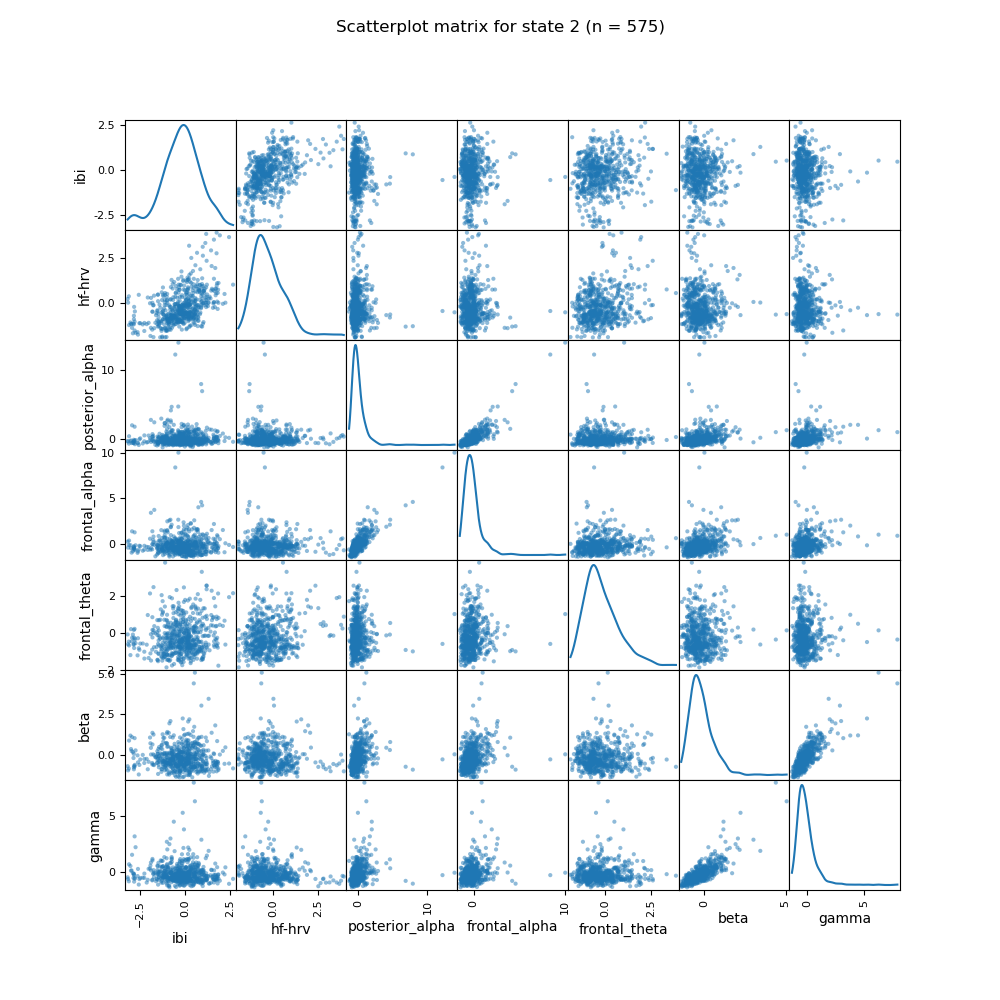 Scatterplot matrix for state 2 (n = 575)
2.5
0.0
−2.5
ibi
2.5
0.0
hf-hrv
10
0
posterior_alpha
10
5
0
frontal_alpha
2
0
frontal_theta
2.5
0.0
beta
5
0
gamma
−2.5 0.0 2.5 0.0 2.5 0 10 0 10 0.0 2.5 0 5 0 5
ibi hf-hrv posterior_alpha frontal_alpha frontal_theta beta gamma